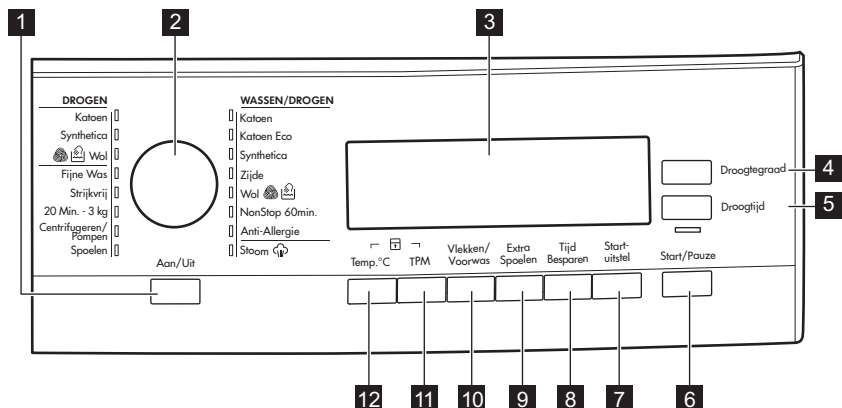 1
2
3
DROGEN
Katoen
Synthetica
Wol
Fijne Was
Strijkvrij
20 Min. - 3 kg
Centrifugeren/
Pompen
Spoelen
WASSEN/DROGEN
Katoen
Katoen Eco
Synthetica
Zijde
Wol
NonStop 60min.
Anti-Allergie
Stoom
Droogtegraad
4
Droogtijd
5
Aan/Uit
Temp.°C
TPM
Vlekken/
Voorwas
Extra
Spoelen
Tijd
Besparen
Start-
uitstel
Start/Pauze
12
11
10
9
8
7
6